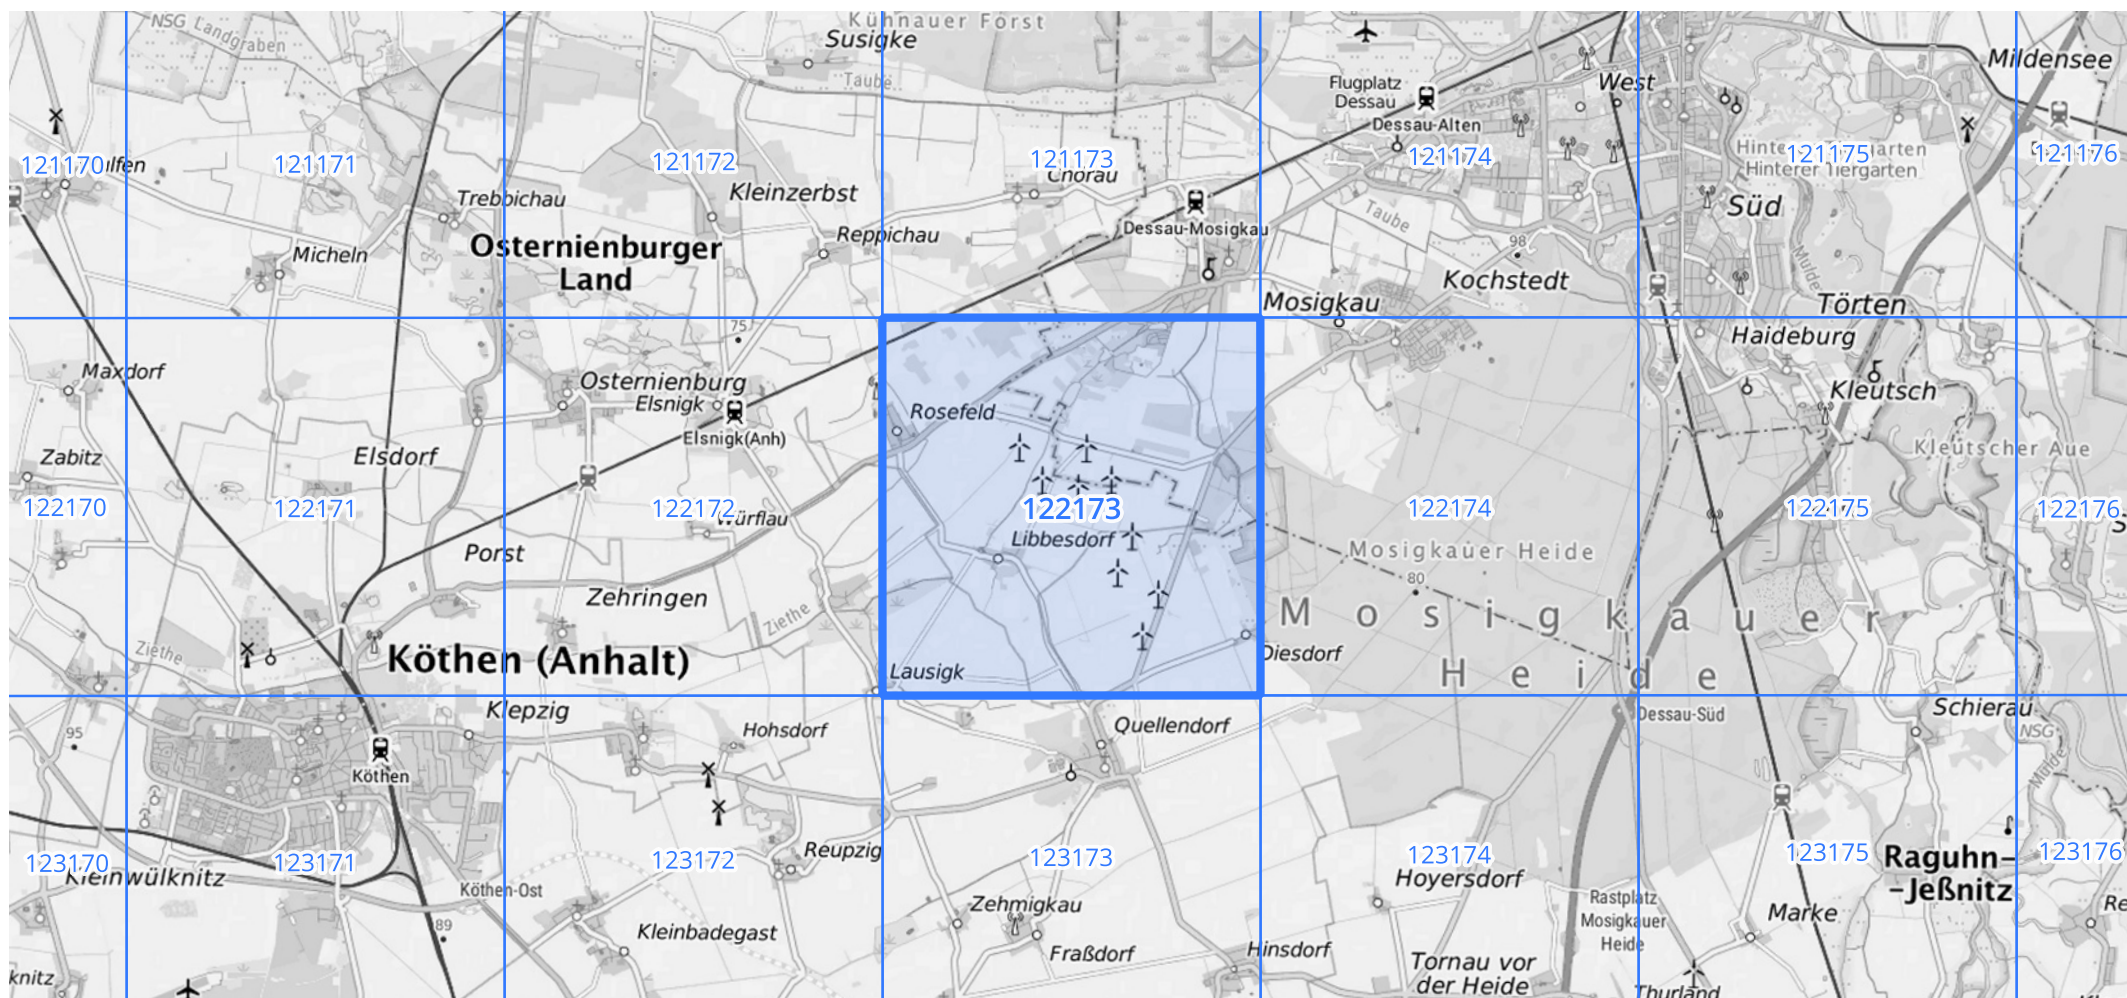 NSG Landgraben
Kühnauer Forst
Susigke
Taube
Flugplatz
Dessau
West
Mildensee
Dessau-Alten
121170
121171
121172
121173
121174
121175
121176
Hinterer Tiergarten
Chörau
Trebbichau
Kleinzerbst
Taube
Süd
Osternienburger
Land
Micheln
Reppichau
Dessau-Mosigkau
98
Mulde
Kochstedt
Mosigkau
Törten
75
Haideburg
Maxdorf
Osternienburg
Elsnigk
Elsnigk(Anh)
Rosefeld
Kleutsch
Kleutscher Aue
Zabitz
Elsdorf
122170
122171
122172
122173
122174
122175
122176
Würflau
Libbesdorf
Porst
Mosigkauer Heide
80
Zehringen
Ziethe
Mosigkauer
Heide
Ziethe
Köthen (Anhalt)
Diesdorf
Lausigk
Klepzig
Hohsdorf
Quellendorf
Dessau-Süd
Schierau
NSG
Mulde
95
Köthen
Reupzig
123170
123171
123172
123173
123174
123175
123176
Kleinwülknitz
Köthen-Ost
Hoyersdorf
Raguhn-
-Jeßnitz
Zehmigkau
Rastplatz
Mosigkauer
Heide
Marke
89
Kleinbadegast
Fraßdorf
Hinsdorf
Tornau vor
der Heide
Thurland